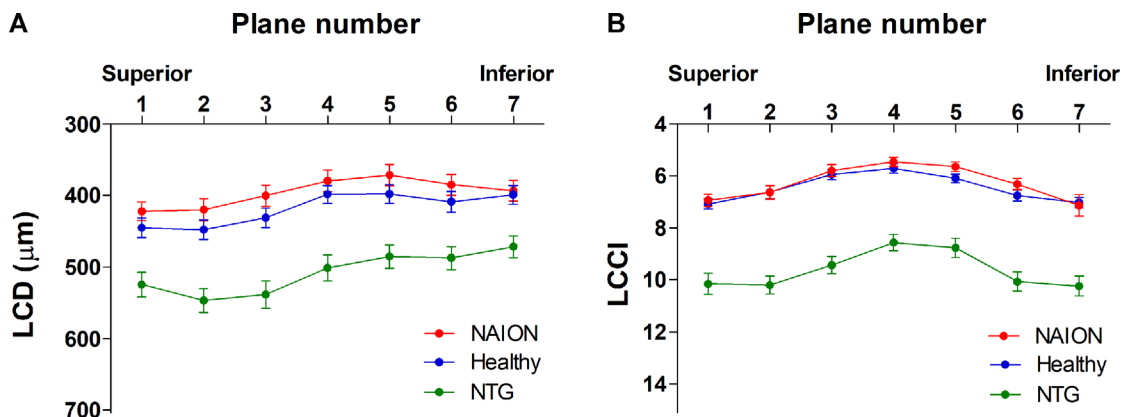 A
Plane number
Superior Inferior
1 2 3 4 5 6 7
300
400
500
600
700
LCD (μm)
NAION
Healthy
NTG
B
Plane number
Superior Inferior
1 2 3 4 5 6 7
4
6
8
10
12
14
LCCI
NAION
Healthy
NTG